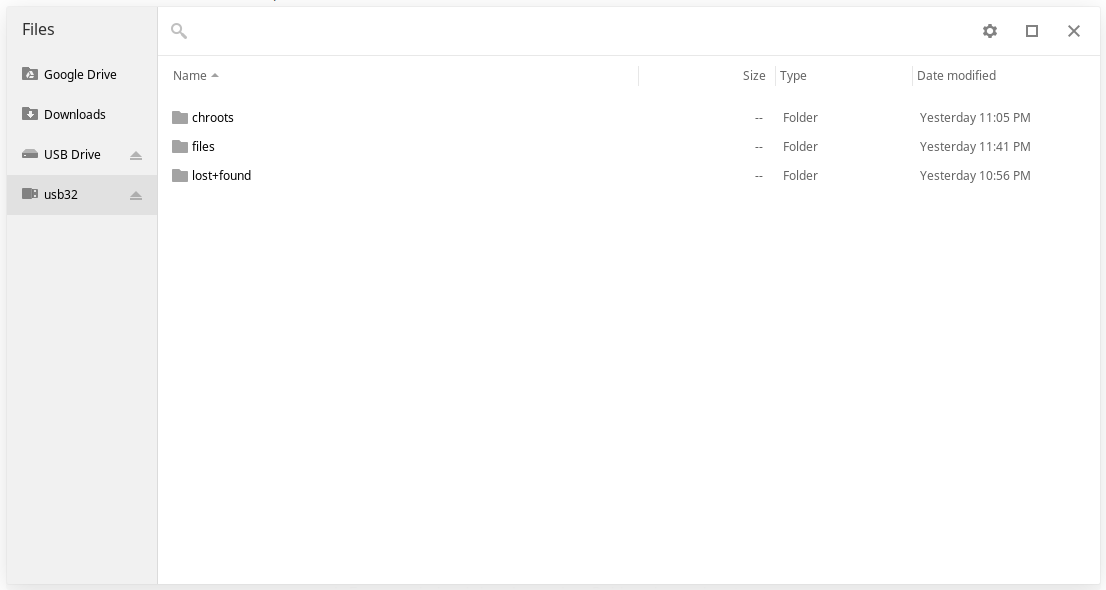 Files
Google Drive
Downloads
USB Drive
usb32
Name Size Type Date modified
chroots -- Folder Yesterday 11:05 PM
files -- Folder Yesterday 11:41 PM
lost+found -- Folder Yesterday 10:56 PM